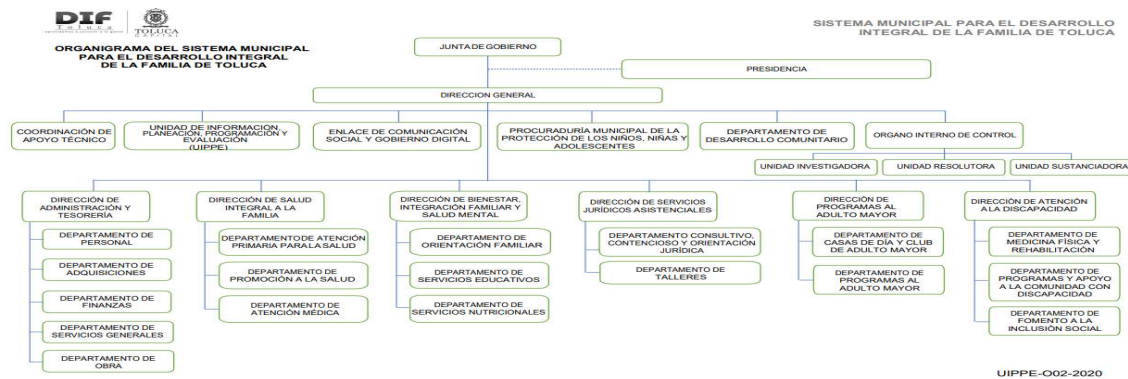 DIF
Toluca
TOLUCA
CAPITAL
SISTEMA MUNICIPAL PARA EL DESARROLLO
INTEGRAL DE LA FAMILIA DE TOLUCA
ORGANIGRAMA DEL SISTEMA MUNICIPAL
PARA EL DESARROLLO INTEGRAL
DE LA FAMILIA DE TOLUCA
JUNTA DE GOBIERNO
PRESIDENCIA
DIRECCION GENERAL
COORDINACIÓN DE
APOYO TÉCNICO
UNIDAD DE INFORMACIÓN,
PLANEACIÓN, PROGRAMACIÓN Y
EVALUACIÓN
(UIPPE)
ENLACE DE COMUNICACIÓN
SOCIAL Y GOBIERNO DIGITAL
PROCURADURÍA MUNICIPAL DE LA
PROTECCIÓN DE LOS NIÑOS, NIÑAS Y
ADOLESCENTES
DEPARTAMENTO DE
DESARROLLO COMUNITARIO
ORGANO INTERNO DE CONTROL
UNIDAD INVESTIGADORA
UNIDAD RESOLUTORA
UNIDAD SUSTANCIADORA
DIRECCIÓN DE
ADMINISTRACIÓN Y
TESORERÍA
DEPARTAMENTO DE
PERSONAL
DEPARTAMENTO DE
ADQUISICIONES
DEPARTAMENTO DE
FINANZAS
DEPARTAMENTO DE
SERVICIOS GENERALES
DEPARTAMENTO DE
OBRA
DIRECCIÓN DE SALUD
INTEGRAL A LA
FAMILIA
DEPARTAMENTO DE ATENCIÓN
PRIMARIA PARA LA SALUD
DEPARTAMENTO DE
PROMOCIÓN A LA SALUD
DEPARTAMENTO DE
ATENCIÓN MÉDICA
DIRECCIÓN DE BIENESTAR,
INTEGRACIÓN FAMILIAR Y
SALUD MENTAL
DEPARTAMENTO DE
ORIENTACIÓN FAMILIAR
DEPARTAMENTO DE
SERVICIOS EDUCATIVOS
DEPARTAMENTO DE
SERVICIOS NUTRICIONALES
DIRECCIÓN DE SERVICIOS
JURÍDICOS ASISTENCIALES
DEPARTAMENTO CONSULTIVO,
CONTENCIOSO Y ORIENTACIÓN
JURÍDICA
DEPARTAMENTO DE
TALLERES
DIRECCIÓN DE
PROGRAMAS AL
ADULTO MAYOR
DEPARTAMENTO DE
CASAS DE DÍA Y CLUB
DE ADULTO MAYOR
DEPARTAMENTO DE
PROGRAMAS AL
ADULTO MAYOR
DIRECCIÓN DE ATENCIÓN
A LA DISCAPACIDAD
DEPARTAMENTO DE
MEDICINA FÍSICA Y
REHABILITACIÓN
DEPARTAMENTO DE
PROGRAMAS Y APOYO
A LA COMUNIDAD CON
DISCAPACIDAD
DEPARTAMENTO DE
FOMENTO A LA
INCLUSIÓN SOCIAL
UIPPE-O02-2020